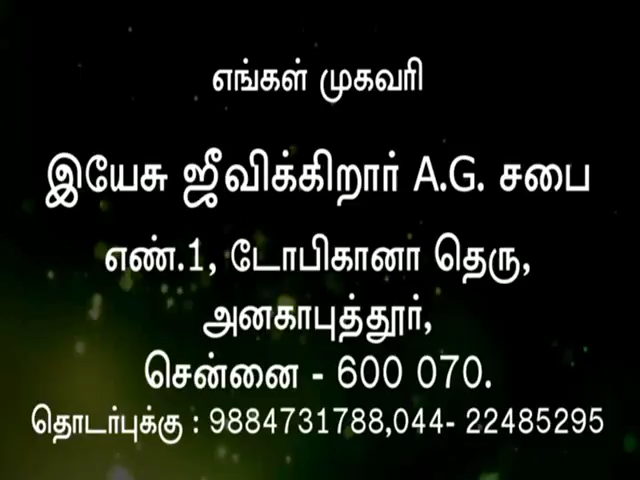 எங்கள் முகவரி
இயேசு ஜீவிக்கிறார் A.G. சபை
எண்.1, டோபிகானா தெரு,
அனகாபுத்தூர்,
சென்னை - 600 070.
தொடர்புக்கு : 9884731788,044- 22485295